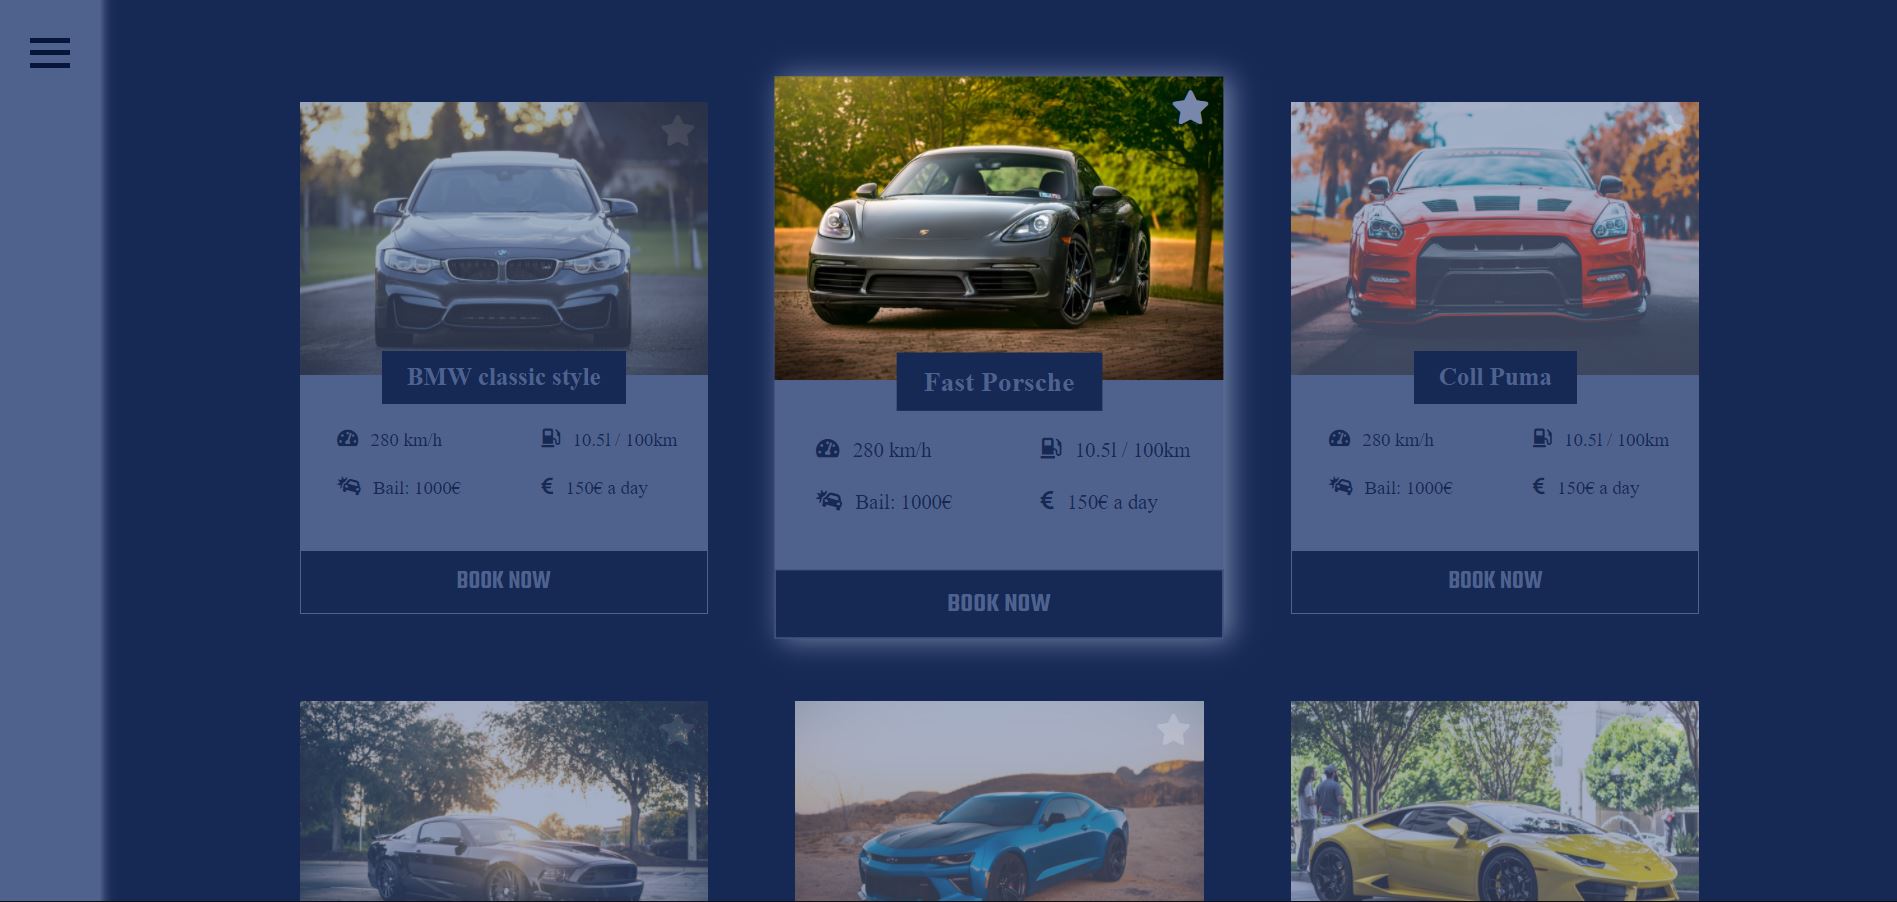 BMW classic style
280 km/h
10.5l / 100km
Bail: 1000€
150€ a day
BOOK NOW
Fast Porsche
280 km/h
10.5l / 100km
Bail: 1000€
150€ a day
BOOK NOW
Coll Puma
280 km/h
10.5l / 100km
Bail: 1000€
150€ a day
BOOK NOW